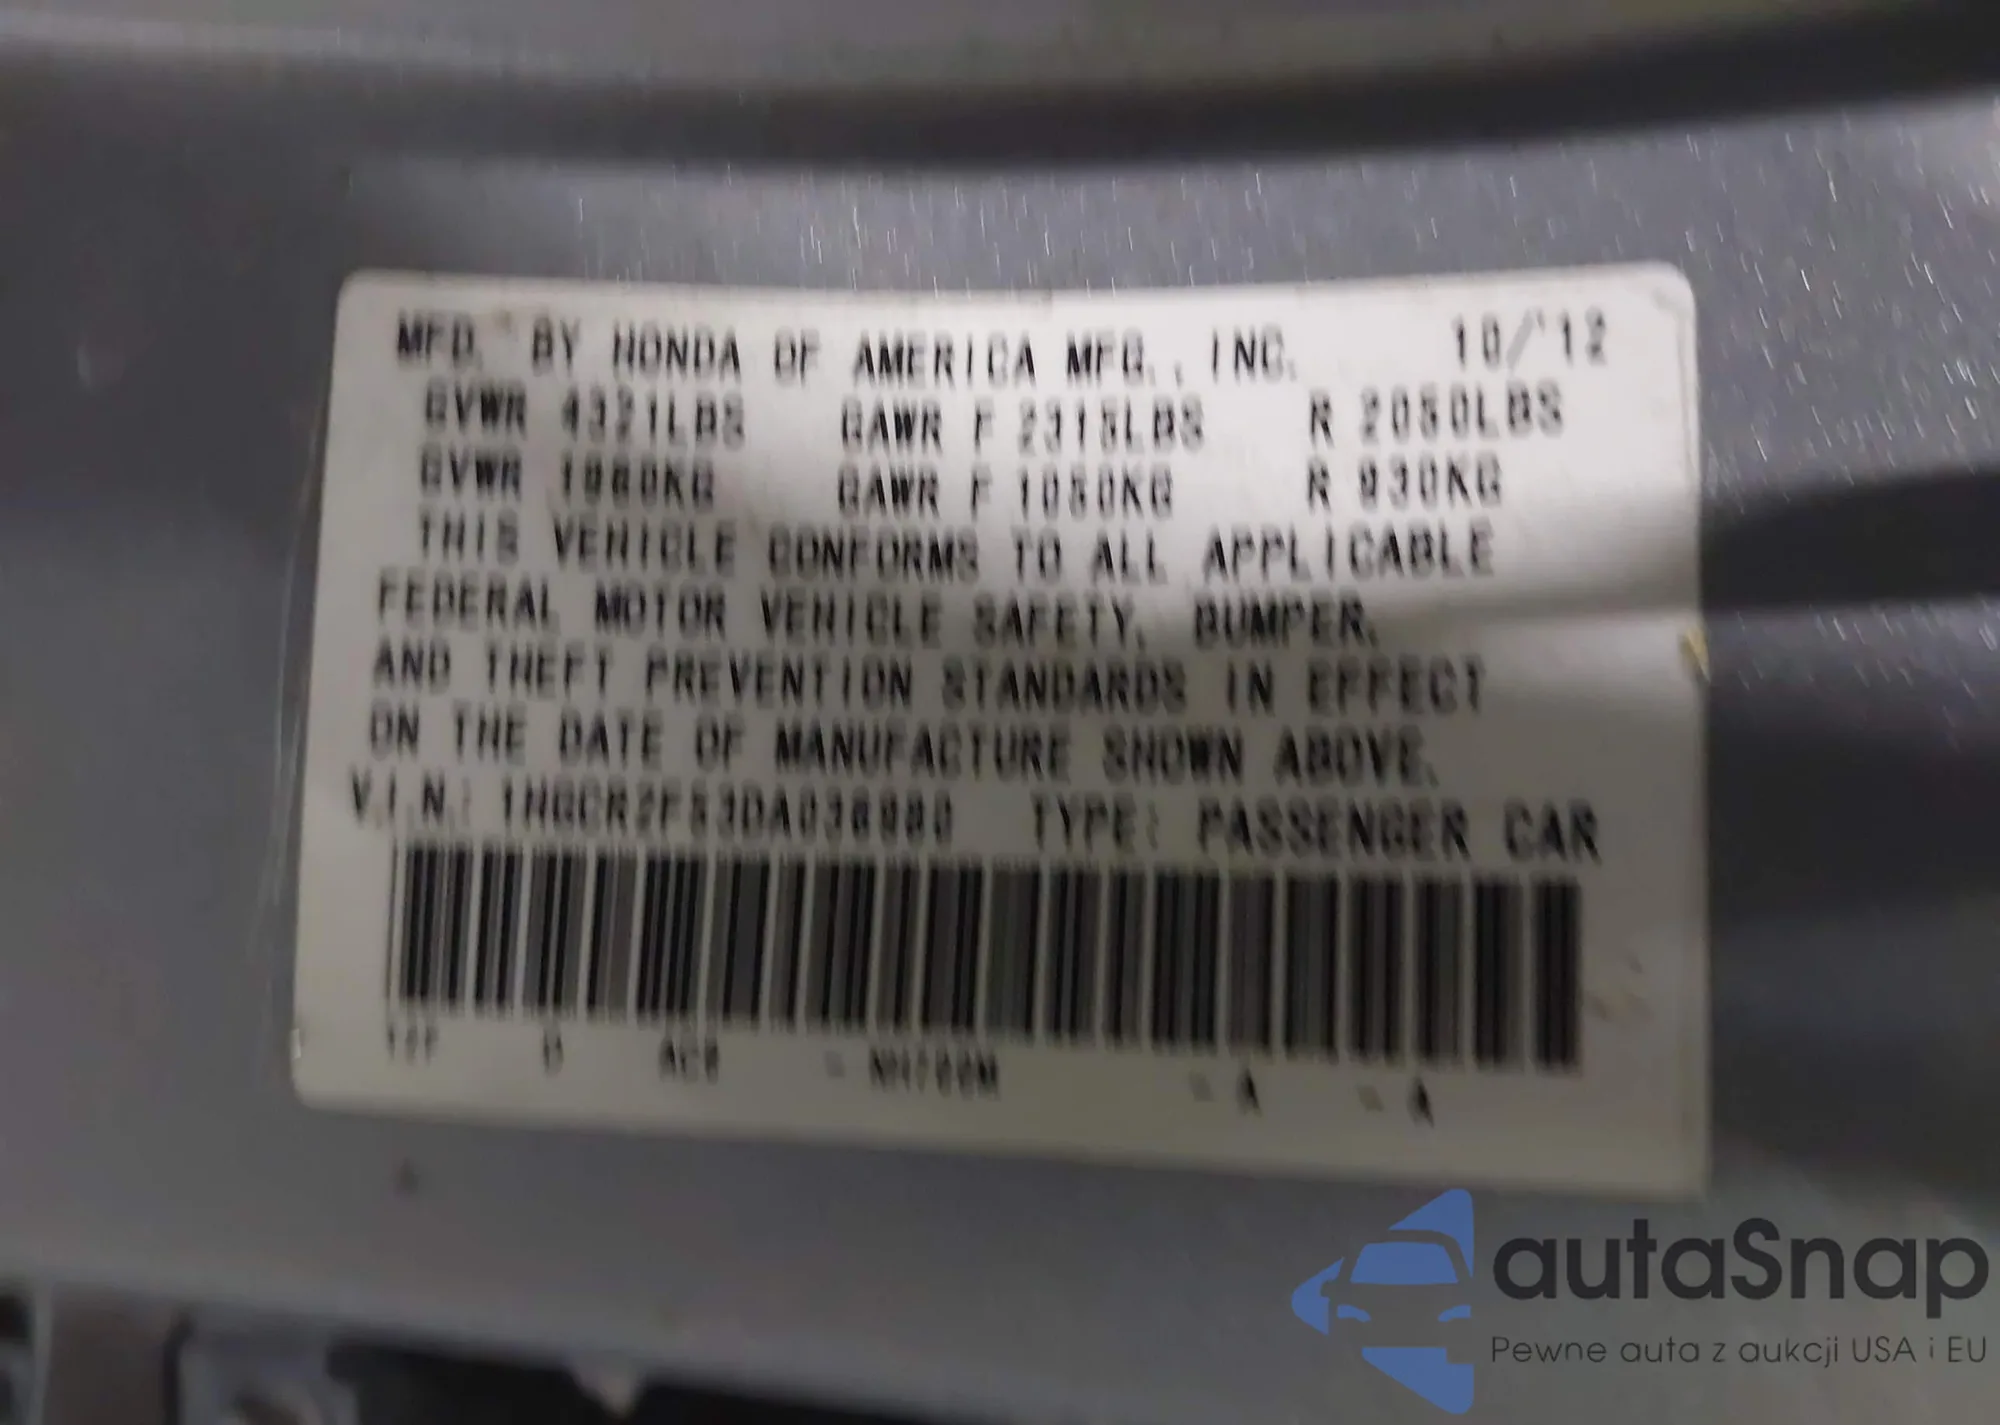 MFD. BY HONDA OF AMERICA MFG., INC. 10/'12
GVWR 4321LBS GAWR F 2315LBS R 2050LBS
GVWR 1960KG GAWR F 1050KG R 930KG
THIS VEHICLE CONFORMS TO ALL APPLICABLE
FEDERAL MOTOR VEHICLE SAFETY, BUMPER,
AND THEFT PREVENTION STANDARDS IN EFFECT
ON THE DATE OF MANUFACTURE SHOWN ABOVE.
V.I.N.: TYPE: PASSENGER CAR
- A - A
autaSnap
Pewne auta z aukcji USA i EU